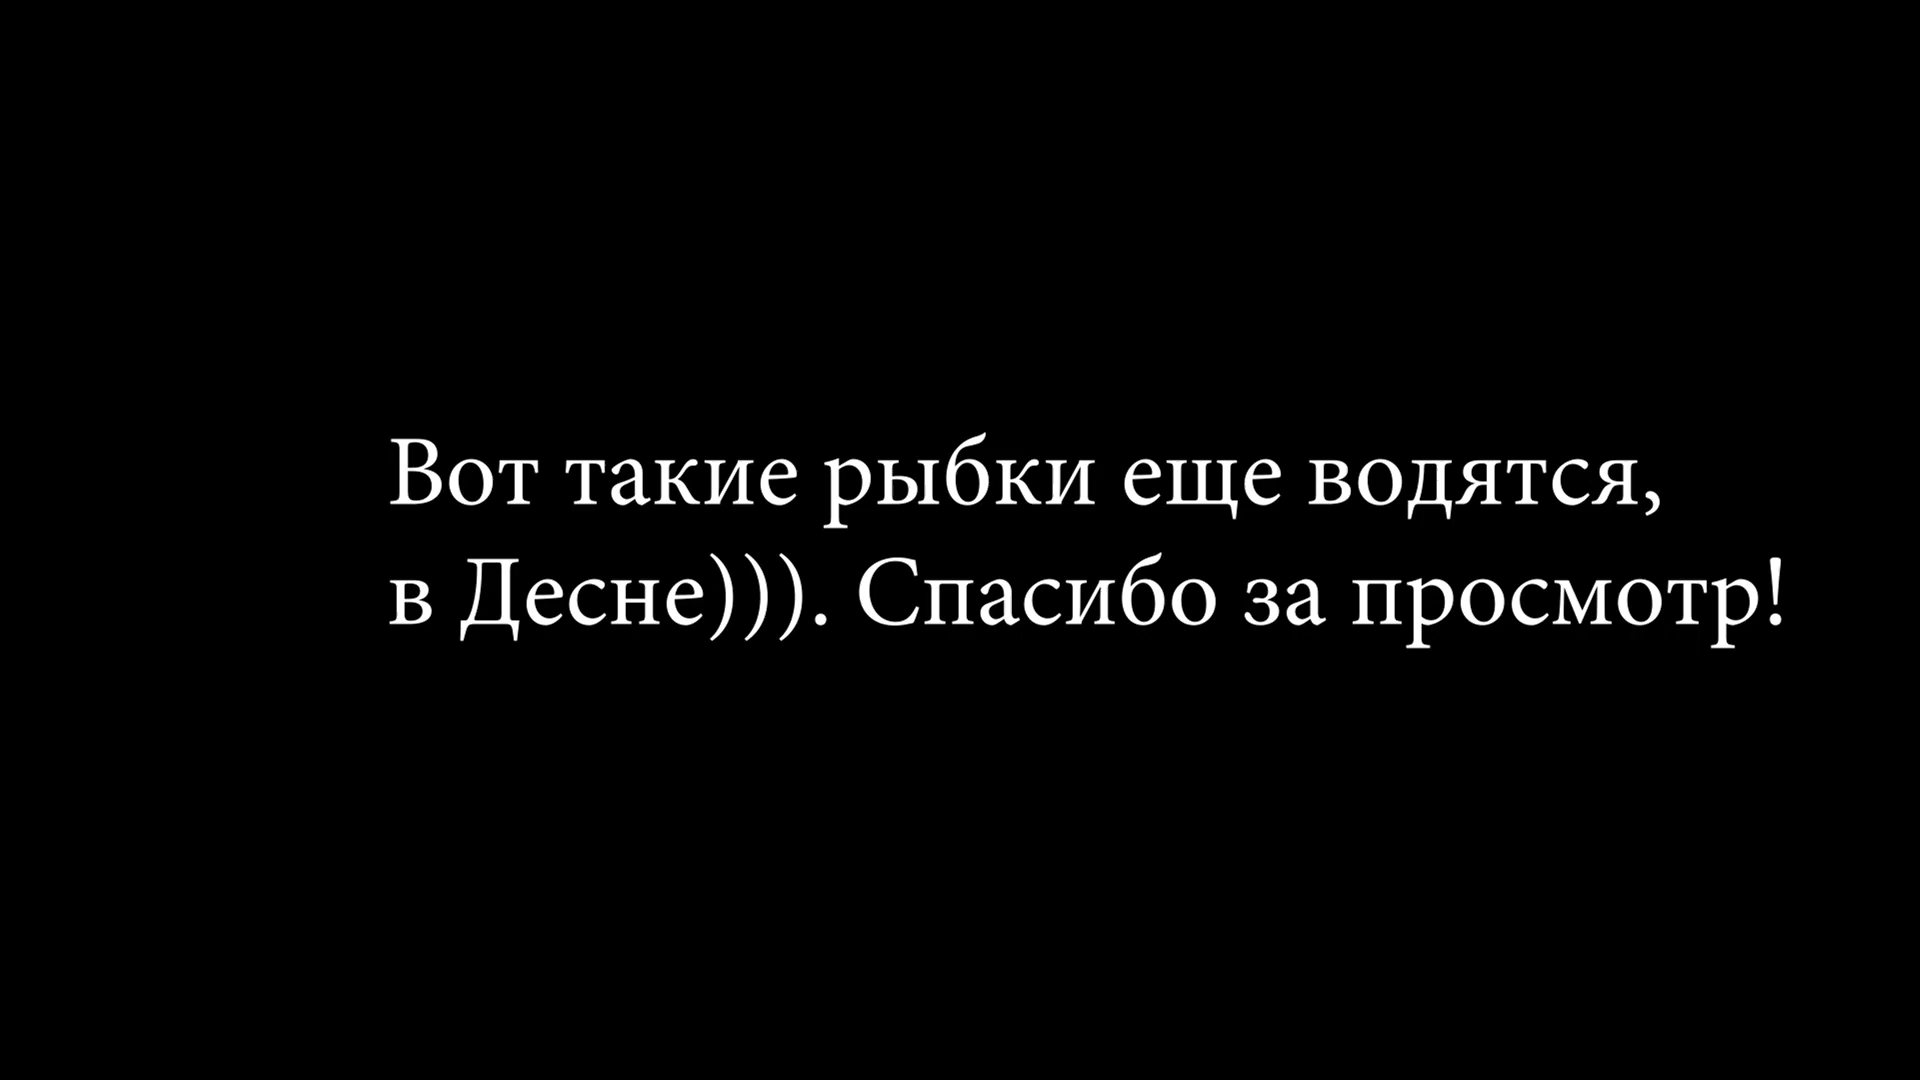 Вот такие рыбки еще водятся,
в Десне))). Спасибо за просмотр!